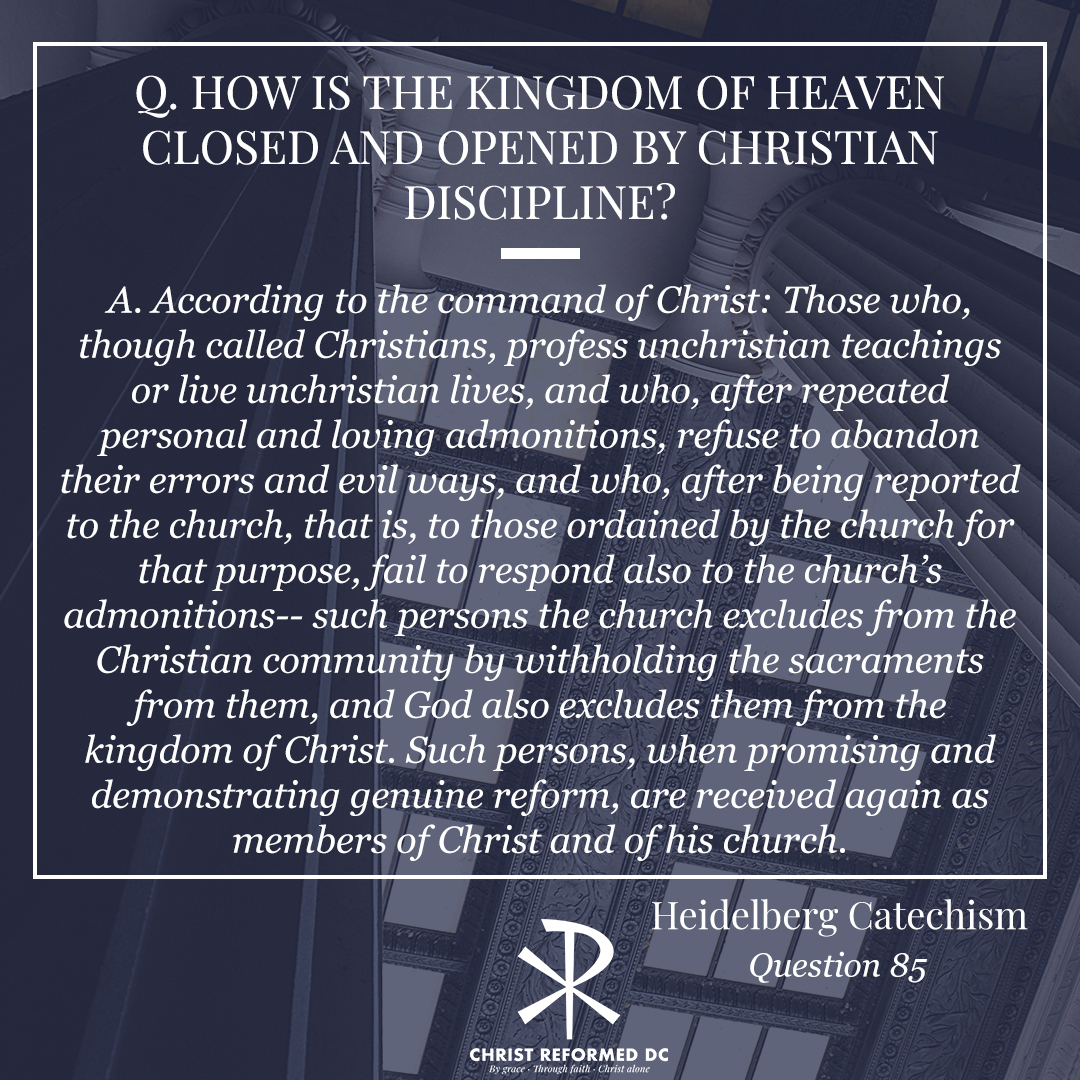 Q. HOW IS THE KINGDOM OF HEAVEN
CLOSED AND OPENED BY CHRISTIAN
DISCIPLINE?
A. According to the command of Christ: Those who,
though called Christians, profess unchristian teachings
or live unchristian lives, and who, after repeated
personal and loving admonitions, refuse to abandon
their errors and evil ways, and who, after being reported
to the church, that is, to those ordained by the church for
that purpose, fail to respond also to the church’s
admonitions-- such persons the church excludes from the
Christian community by withholding the sacraments
from them, and God also excludes them from the
kingdom of Christ. Such persons, when promising and
demonstrating genuine reform, are received again as
members of Christ and of his church.
Heidelberg Catechism
Question 85
CHRIST REFORMED DC
By grace · Through faith · Christ alone